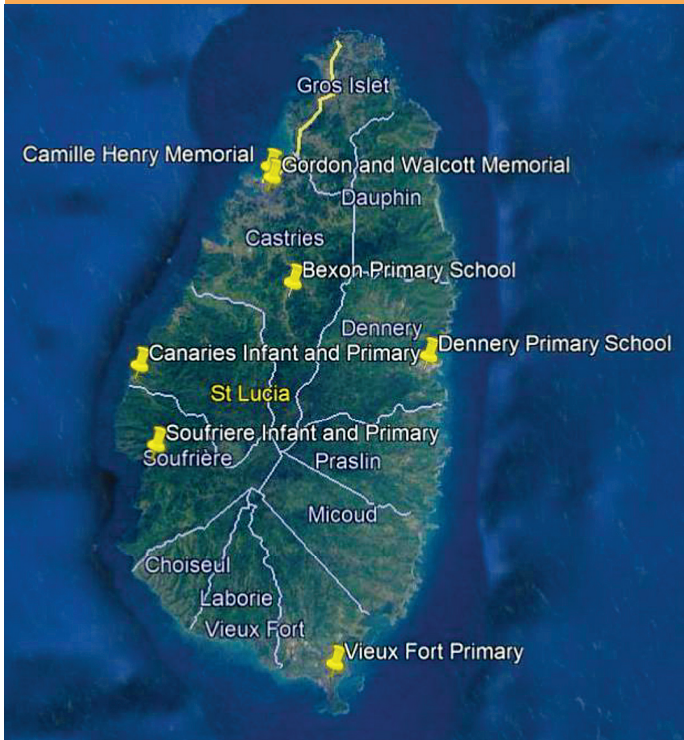 Gros Islet
Camille Henry Memorial
Gordon and Walcott Memorial
Dauphin
Castries
Bexon Primary School
Dennery
Dennery Primary School
Canaries Infant and Primary
St Lucia
Soufriere Infant and Primary
Soufrière
Praslin
Micoud
Choiseul
Laborie
Vieux Fort
Vieux Fort Primary